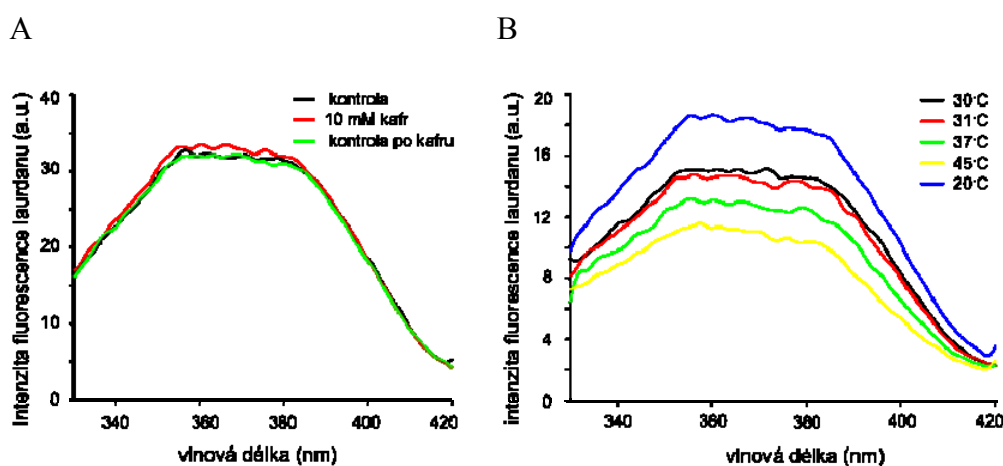 A
B
Intenzita fluorescence laurdanu (a.u.)
40
30
20
10
0
340
360
380
400
420
vlnová délka (nm)
kontrola
10 mM kafr
kontrola po kafru
intenzita fluorescence laurdanu (a.u.)
20
16
12
8
4
0
340
360
380
400
420
vlnová délka (nm)
30°C
31°C
37°C
45°C
20°C